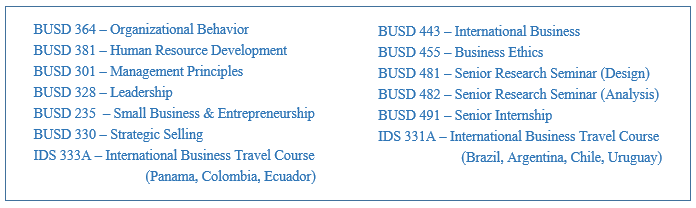 BUSD 364 – Organizational Behavior
BUSD 381 – Human Resource Development
BUSD 301 – Management Principles
BUSD 328 – Leadership
BUSD 235 – Small Business & Entrepreneurship
BUSD 330 – Strategic Selling
IDS 333A – International Business Travel Course
(Panama, Colombia, Ecuador)
BUSD 443 – International Business
BUSD 455 – Business Ethics
BUSD 481 – Senior Research Seminar (Design)
BUSD 482 – Senior Research Seminar (Analysis)
BUSD 491 – Senior Internship
IDS 331A – International Business Travel Course
(Brazil, Argentina, Chile, Uruguay)